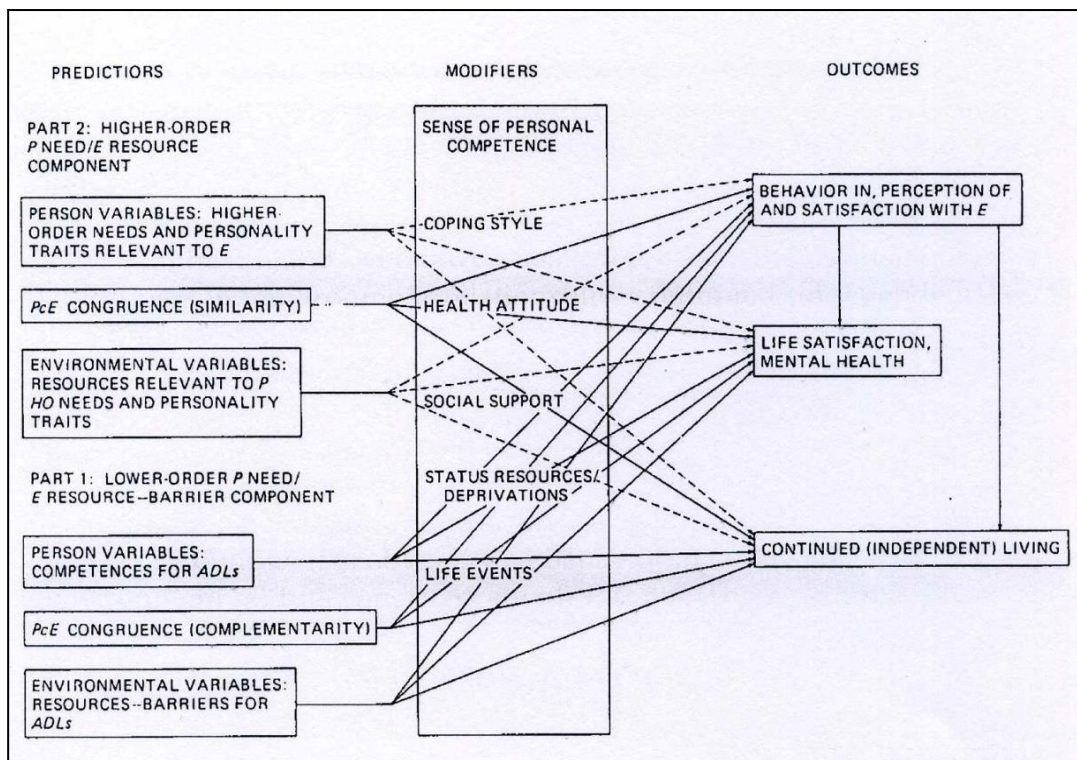 PREDICTIORS
MODIFIERS
OUTCOMES
PART 2: HIGHER-ORDER
P NEED/E RESOURCE
COMPONENT
SENSE OF PERSONAL
COMPETENCE
PERSON VARIABLES: HIGHER-
ORDER NEEDS AND PERSONALITY
TRAITS RELEVANT TO E
COPING STYLE
BEHAVIOR IN, PERCEPTION OF
AND SATISFACTION WITH E
PcE CONGRUENCE (SIMILARITY)
HEALTH ATTITUDE
ENVIRONMENTAL VARIABLES:
RESOURCES RELEVANT TO P
HO NEEDS AND PERSONALITY
TRAITS
SOCIAL SUPPORT
LIFE SATISFACTION,
MENTAL HEALTH
PART 1: LOWER-ORDER P NEED/
E RESOURCE--BARRIER COMPONENT
STATUS RESOURCES/
DEPRIVATIONS
PERSON VARIABLES:
COMPETENCES FOR ADLs
LIFE EVENTS
CONTINUED (INDEPENDENT) LIVING
PcE CONGRUENCE (COMPLEMENTARITY)
ENVIRONMENTAL VARIABLES:
RESOURCES--BARRIERS FOR
ADLs